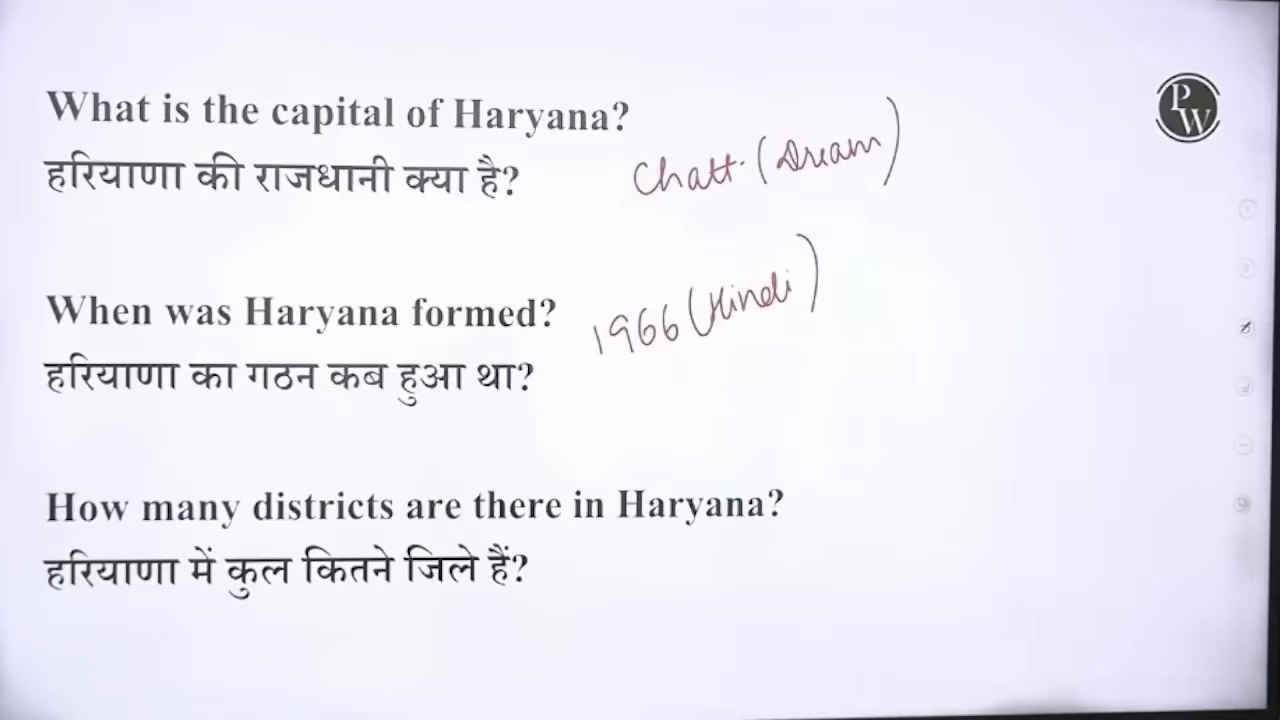 What is the capital of Haryana?
हरियाणा की राजधानी क्या है?
Chatt. (Dream)
When was Haryana formed?
1966 (Hindi)
हरियाणा का गठन कब हुआ था?
How many districts are there in Haryana?
हरियाणा में कुल कितने जिले हैं?
PW